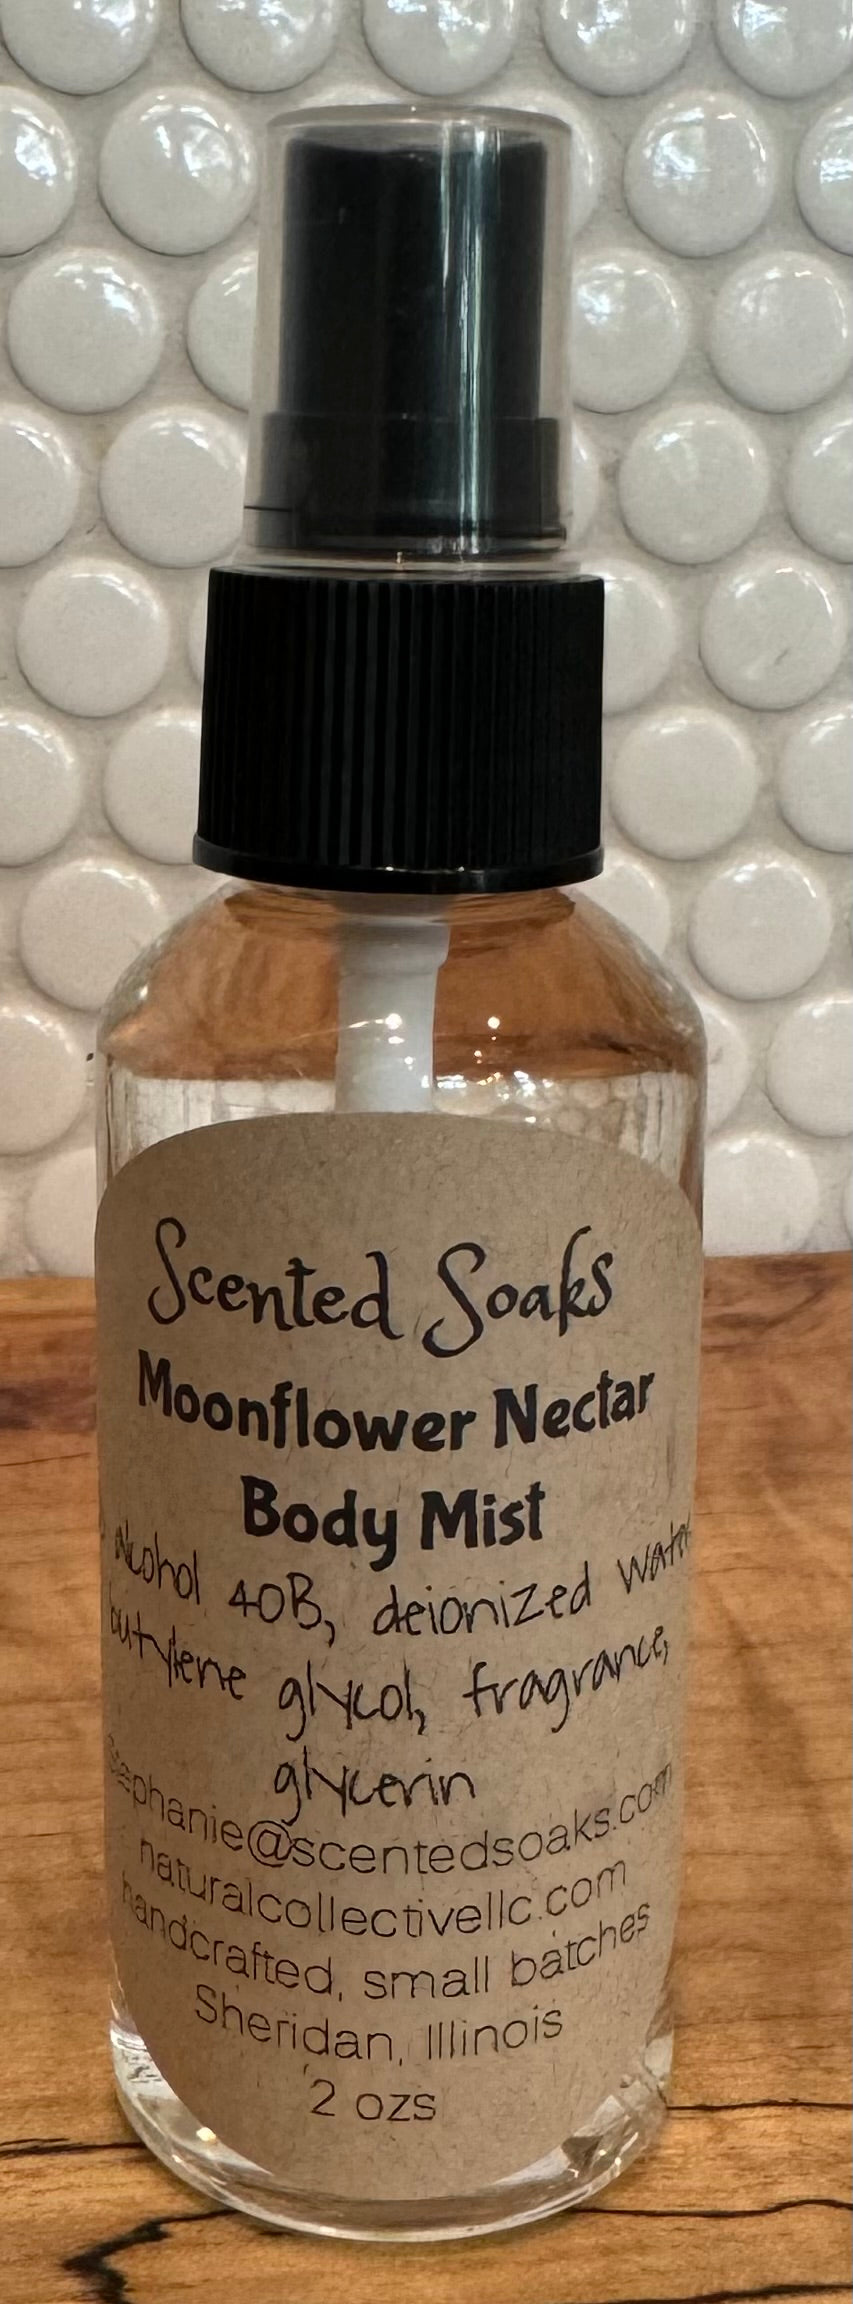 Scented Soaks
Moonflower Nectar
Body Mist
alcohol 40B, deionized water
butylene glycol, fragrance,
glycerin
stephanie@scentedsoaks.com
naturalcollectivellc.com
handcrafted, small batches
Sheridan, Illinois
2 ozs